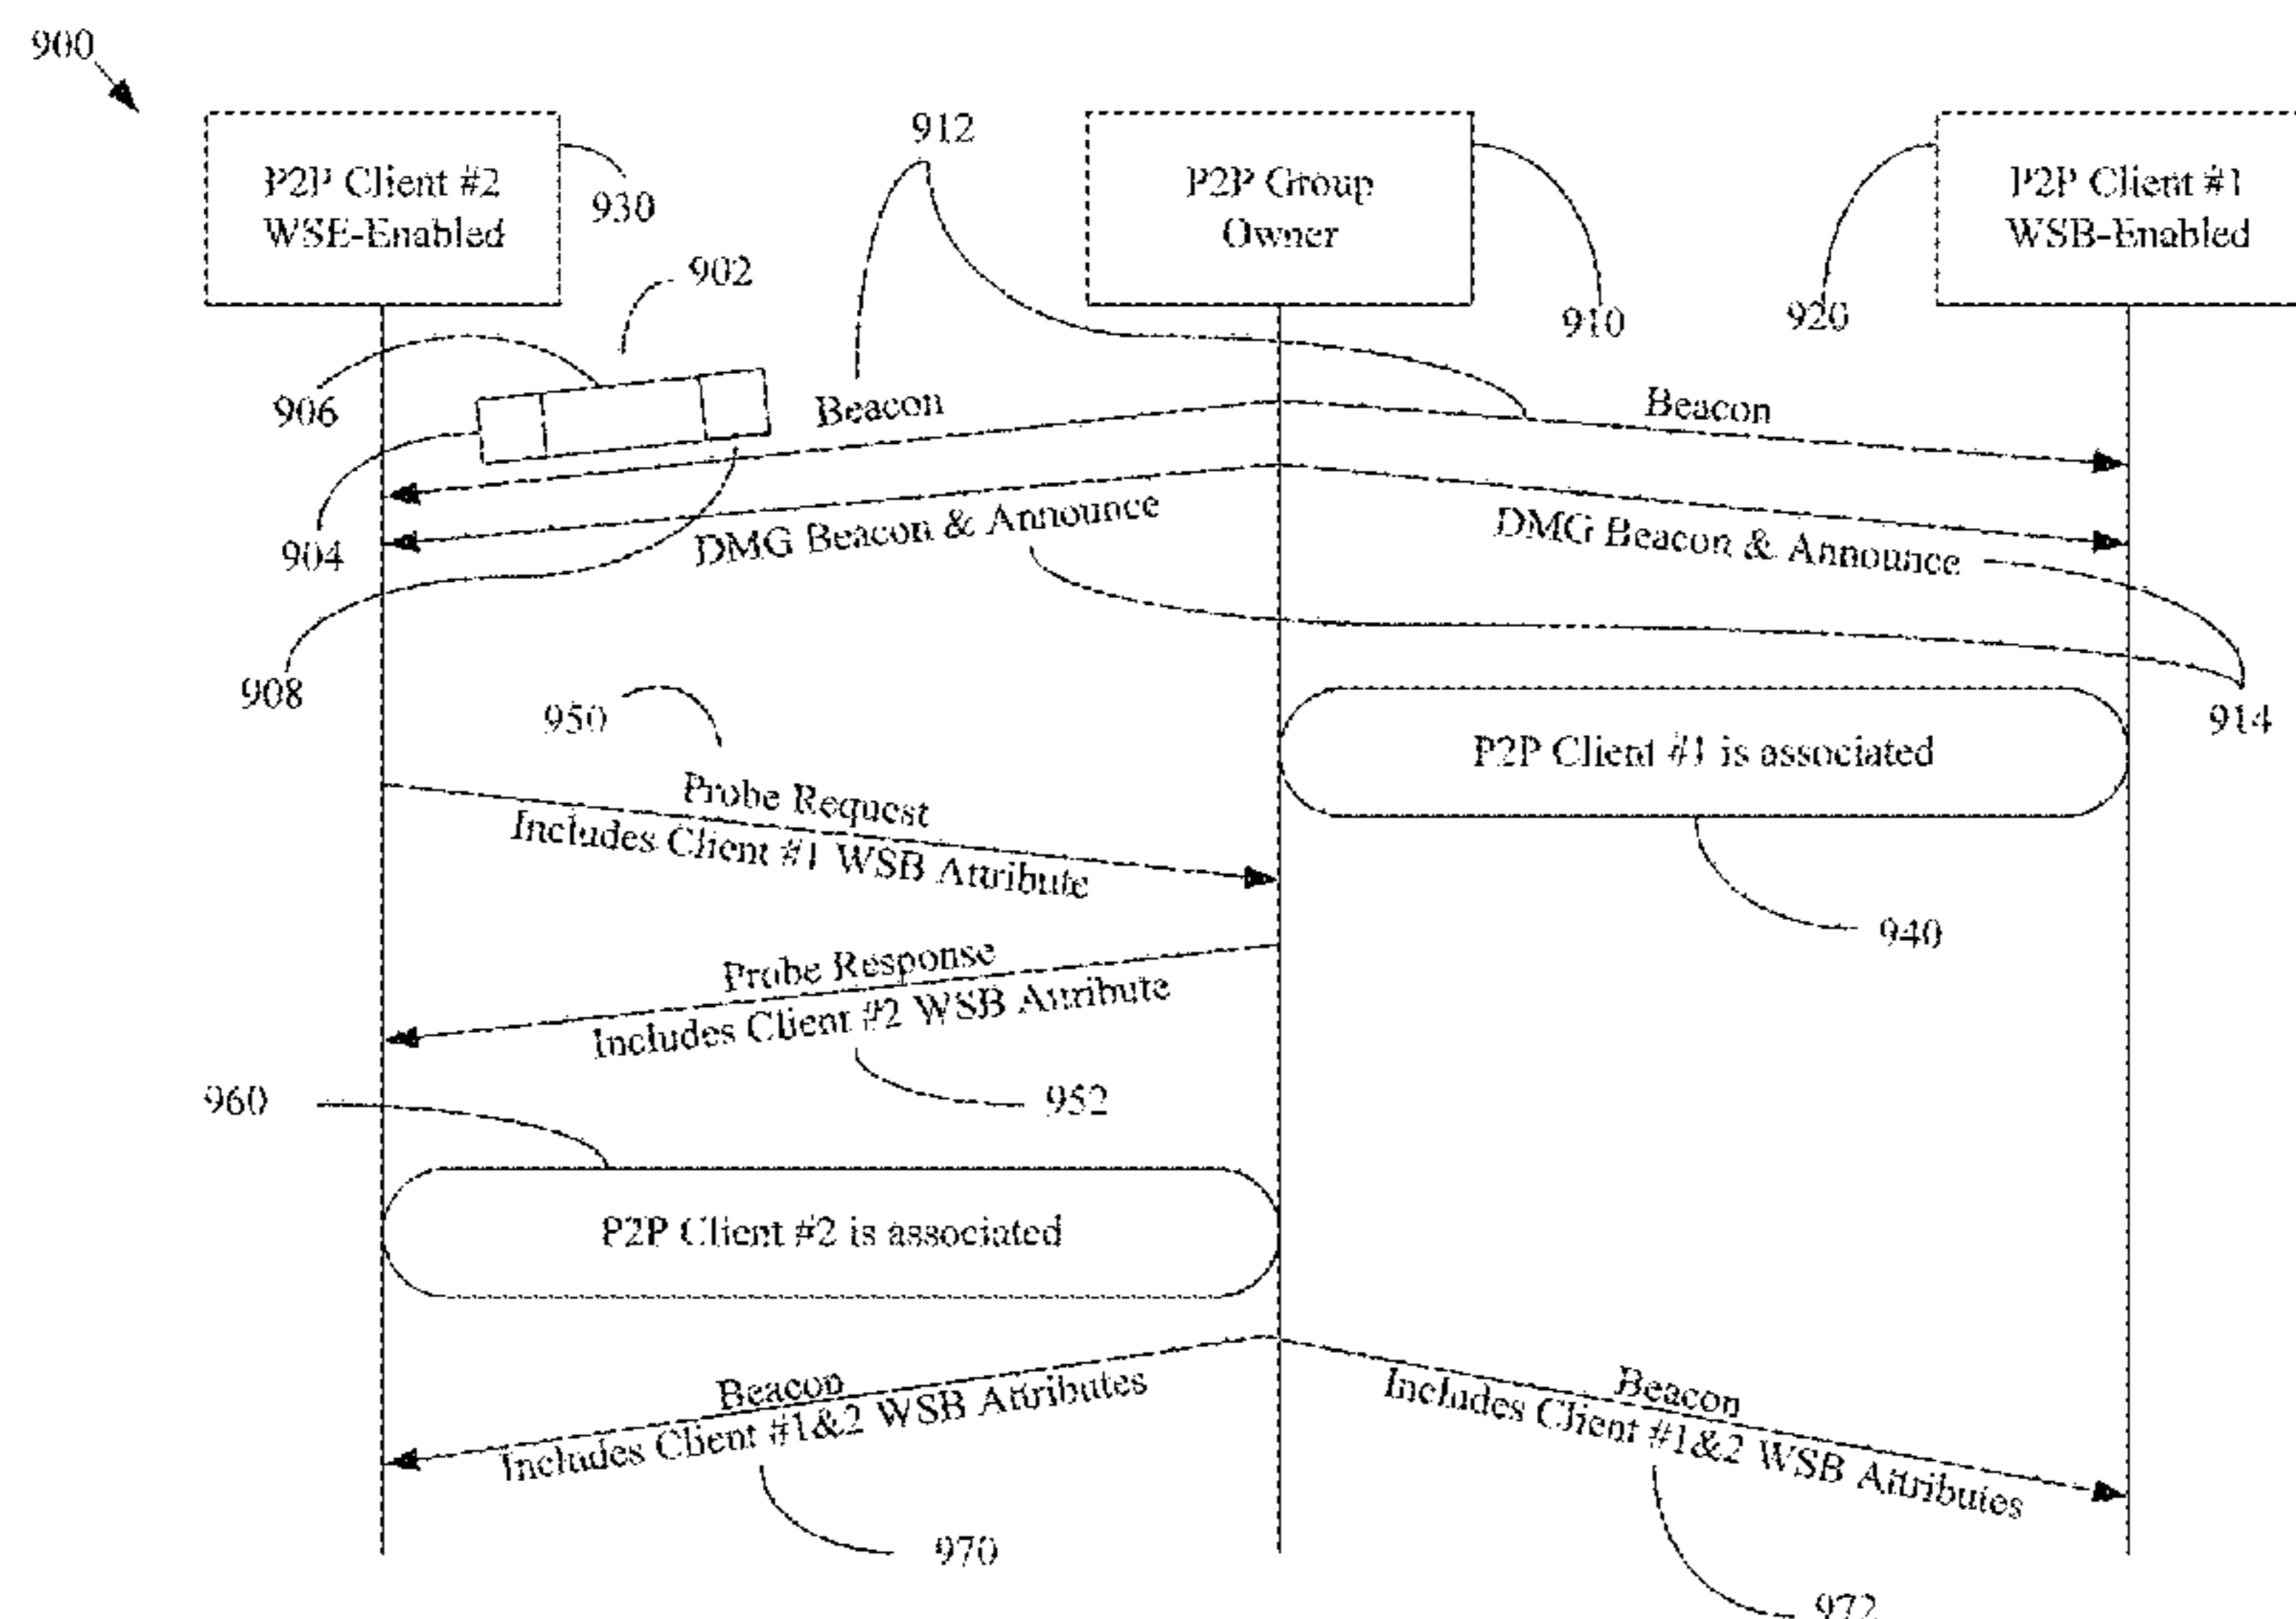 900
P2P Client #2
WSE-Enabled
930
912
P2P Group
Owner
910
P2P Client #1
WSB-Enabled
920
902
906
904
908
Beacon
Beacon
DMG Beacon & Announce
DMG Beacon & Announce
914
950
Probe Request
Includes Client #1 WSB Attribute
P2P Client #1 is associated
940
Probe Response
Includes Client #2 WSB Attribute
952
960
P2P Client #2 is associated
Beacon
Includes Client #1&2 WSB Attributes
970
Beacon
Includes Client #1&2 WSB Attributes
972